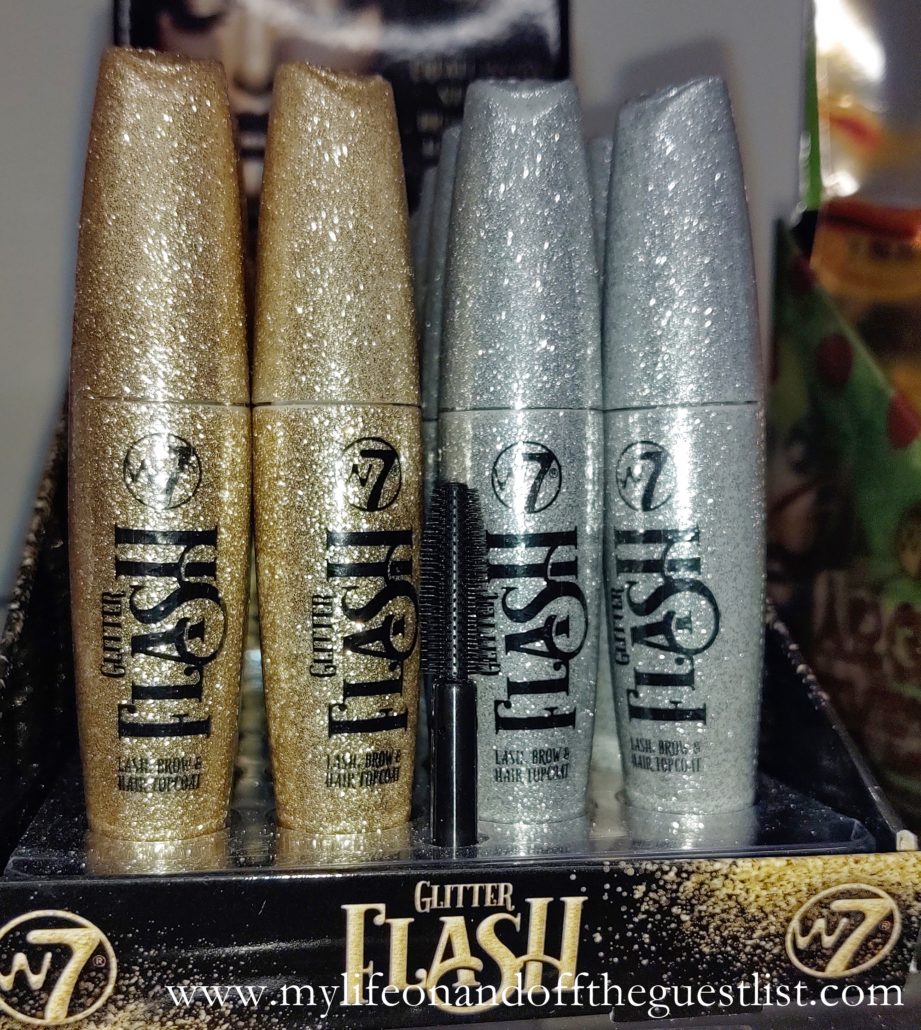 W7
GLITTER
FLASH
LASH, BROW &
HAIR TOPCOAT
W7
GLITTER
FLASH
LASH, BROW &
HAIR TOPCOAT
W7
GLITTER
FLASH
LASH, BROW &
HAIR TOPCOAT
W7
GLITTER
FLASH
LASH, BROW &
HAIR TOPCOAT
W7®
GLITTER
FLASH
W7®
www.mylifeonandofftheguestlist.com